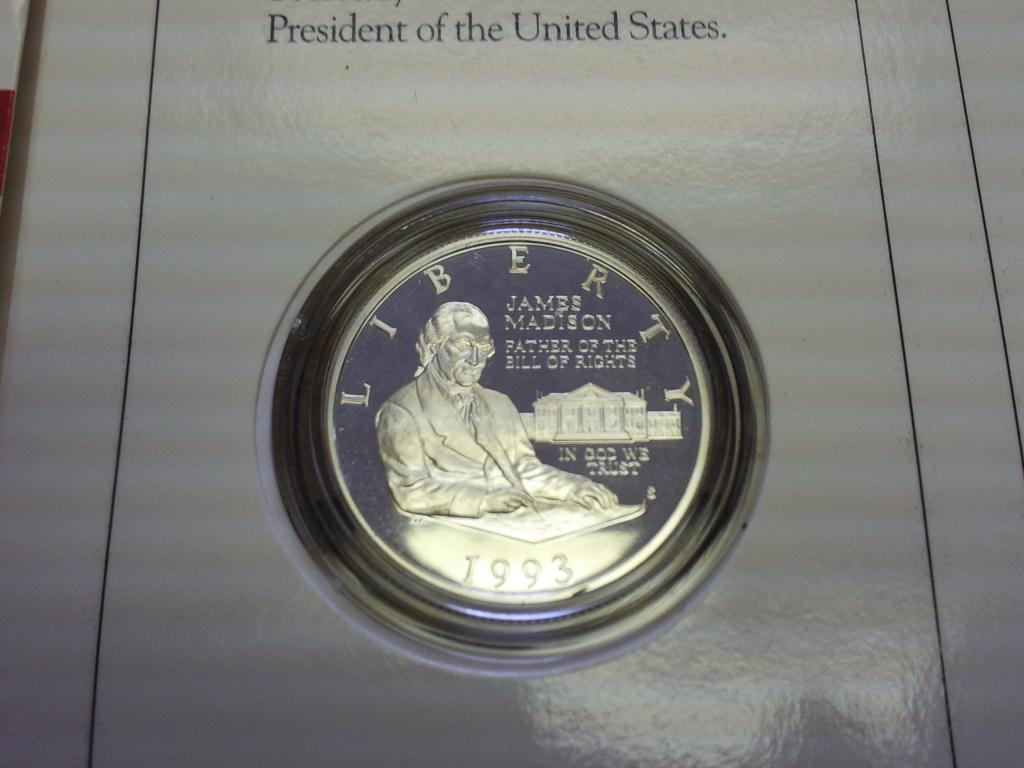 President of the United States.
LIBERTY
JAMES
MADISON
FATHER OF THE
BILL OF RIGHTS
IN GOD WE
TRUST
S
1993